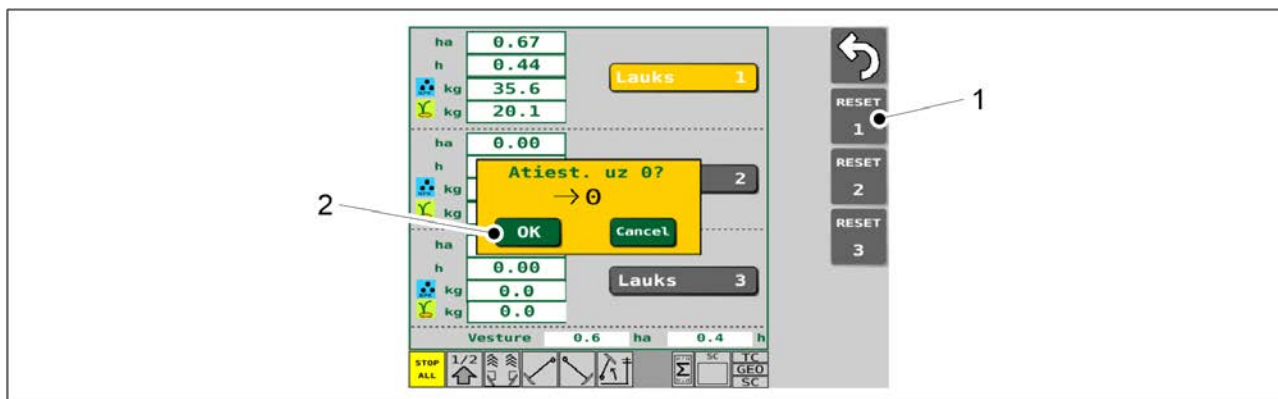 ha 0.67
h 0.44
kg 35.6
kg 20.1
Lauks 1
RESET
1
1
ha 0.00
h
kg
kg
2
RESET
2
Atiest. uz 0?
→0
OK Cancel
2
RESET
3
ha
h 0.00
kg 0.0
kg 0.0
Lauks 3
Vesture 0.6 ha 0.4 h
STOP
ALL
1/2
Σ
SC
TC
GEO
SC